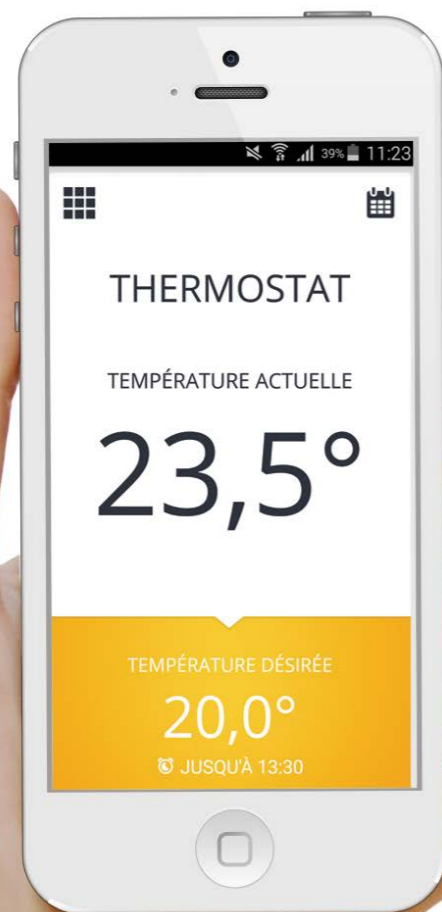 39% 11:23
THERMOSTAT
TEMPÉRATURE ACTUELLE
23,5°
TEMPÉRATURE DÉSIRÉE
20,0°
JUSQU'À 13:30